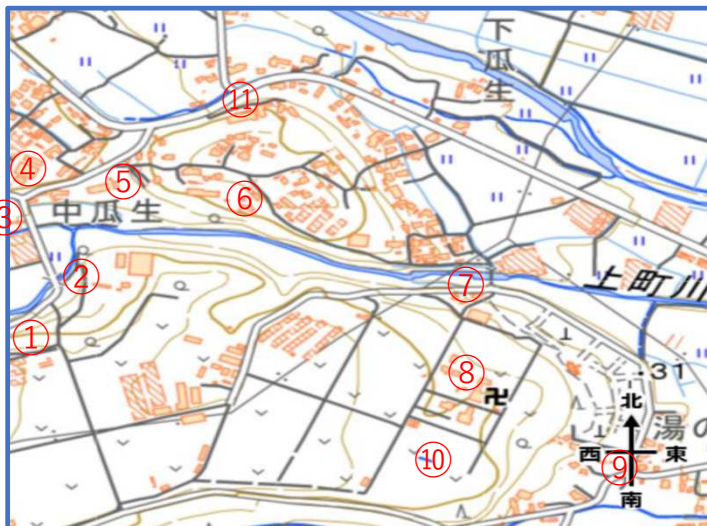 下瓜生
⑪
④
⑤
⑥
中瓜生
③
②
⑦
上町川
①
⑧
卍
・31
北
湯の
西
東
⑩
⑨
南